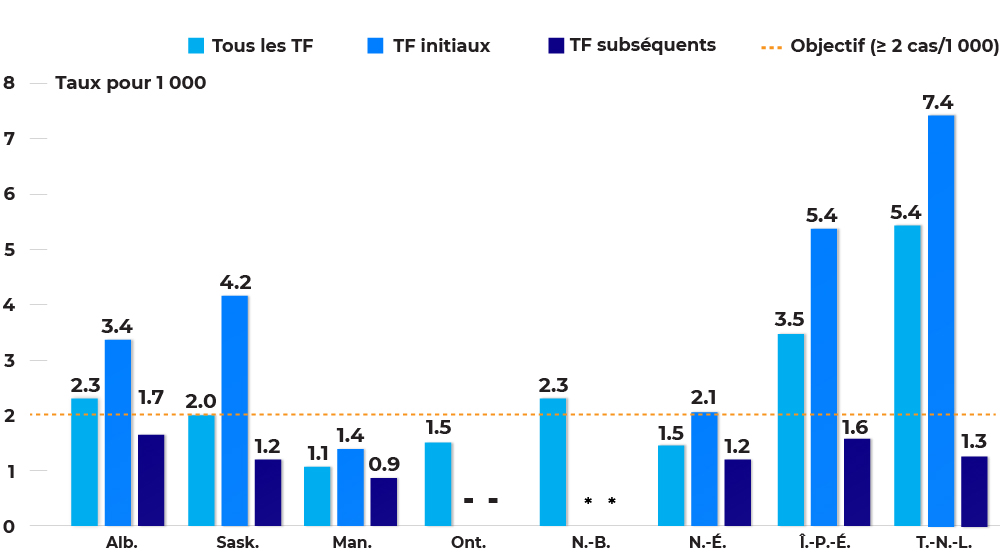 Tous les TF TF initiaux TF subséquents Objectif (≥ 2 cas/1 000)
8 Taux pour 1 000
7.4
7
6
5.4 5.4
5
4.2
4
3.4 3.5
3
2.3 2.0 2.3 2.1
1.7 1.6
2
1.5 1.5
1.4 1.3
1.2 1.1 1.2
0.9
1
- - * *
0
Alb. Sask. Man. Ont. N.-B. N.-É. Î.-P.-É. T.-N.-L.